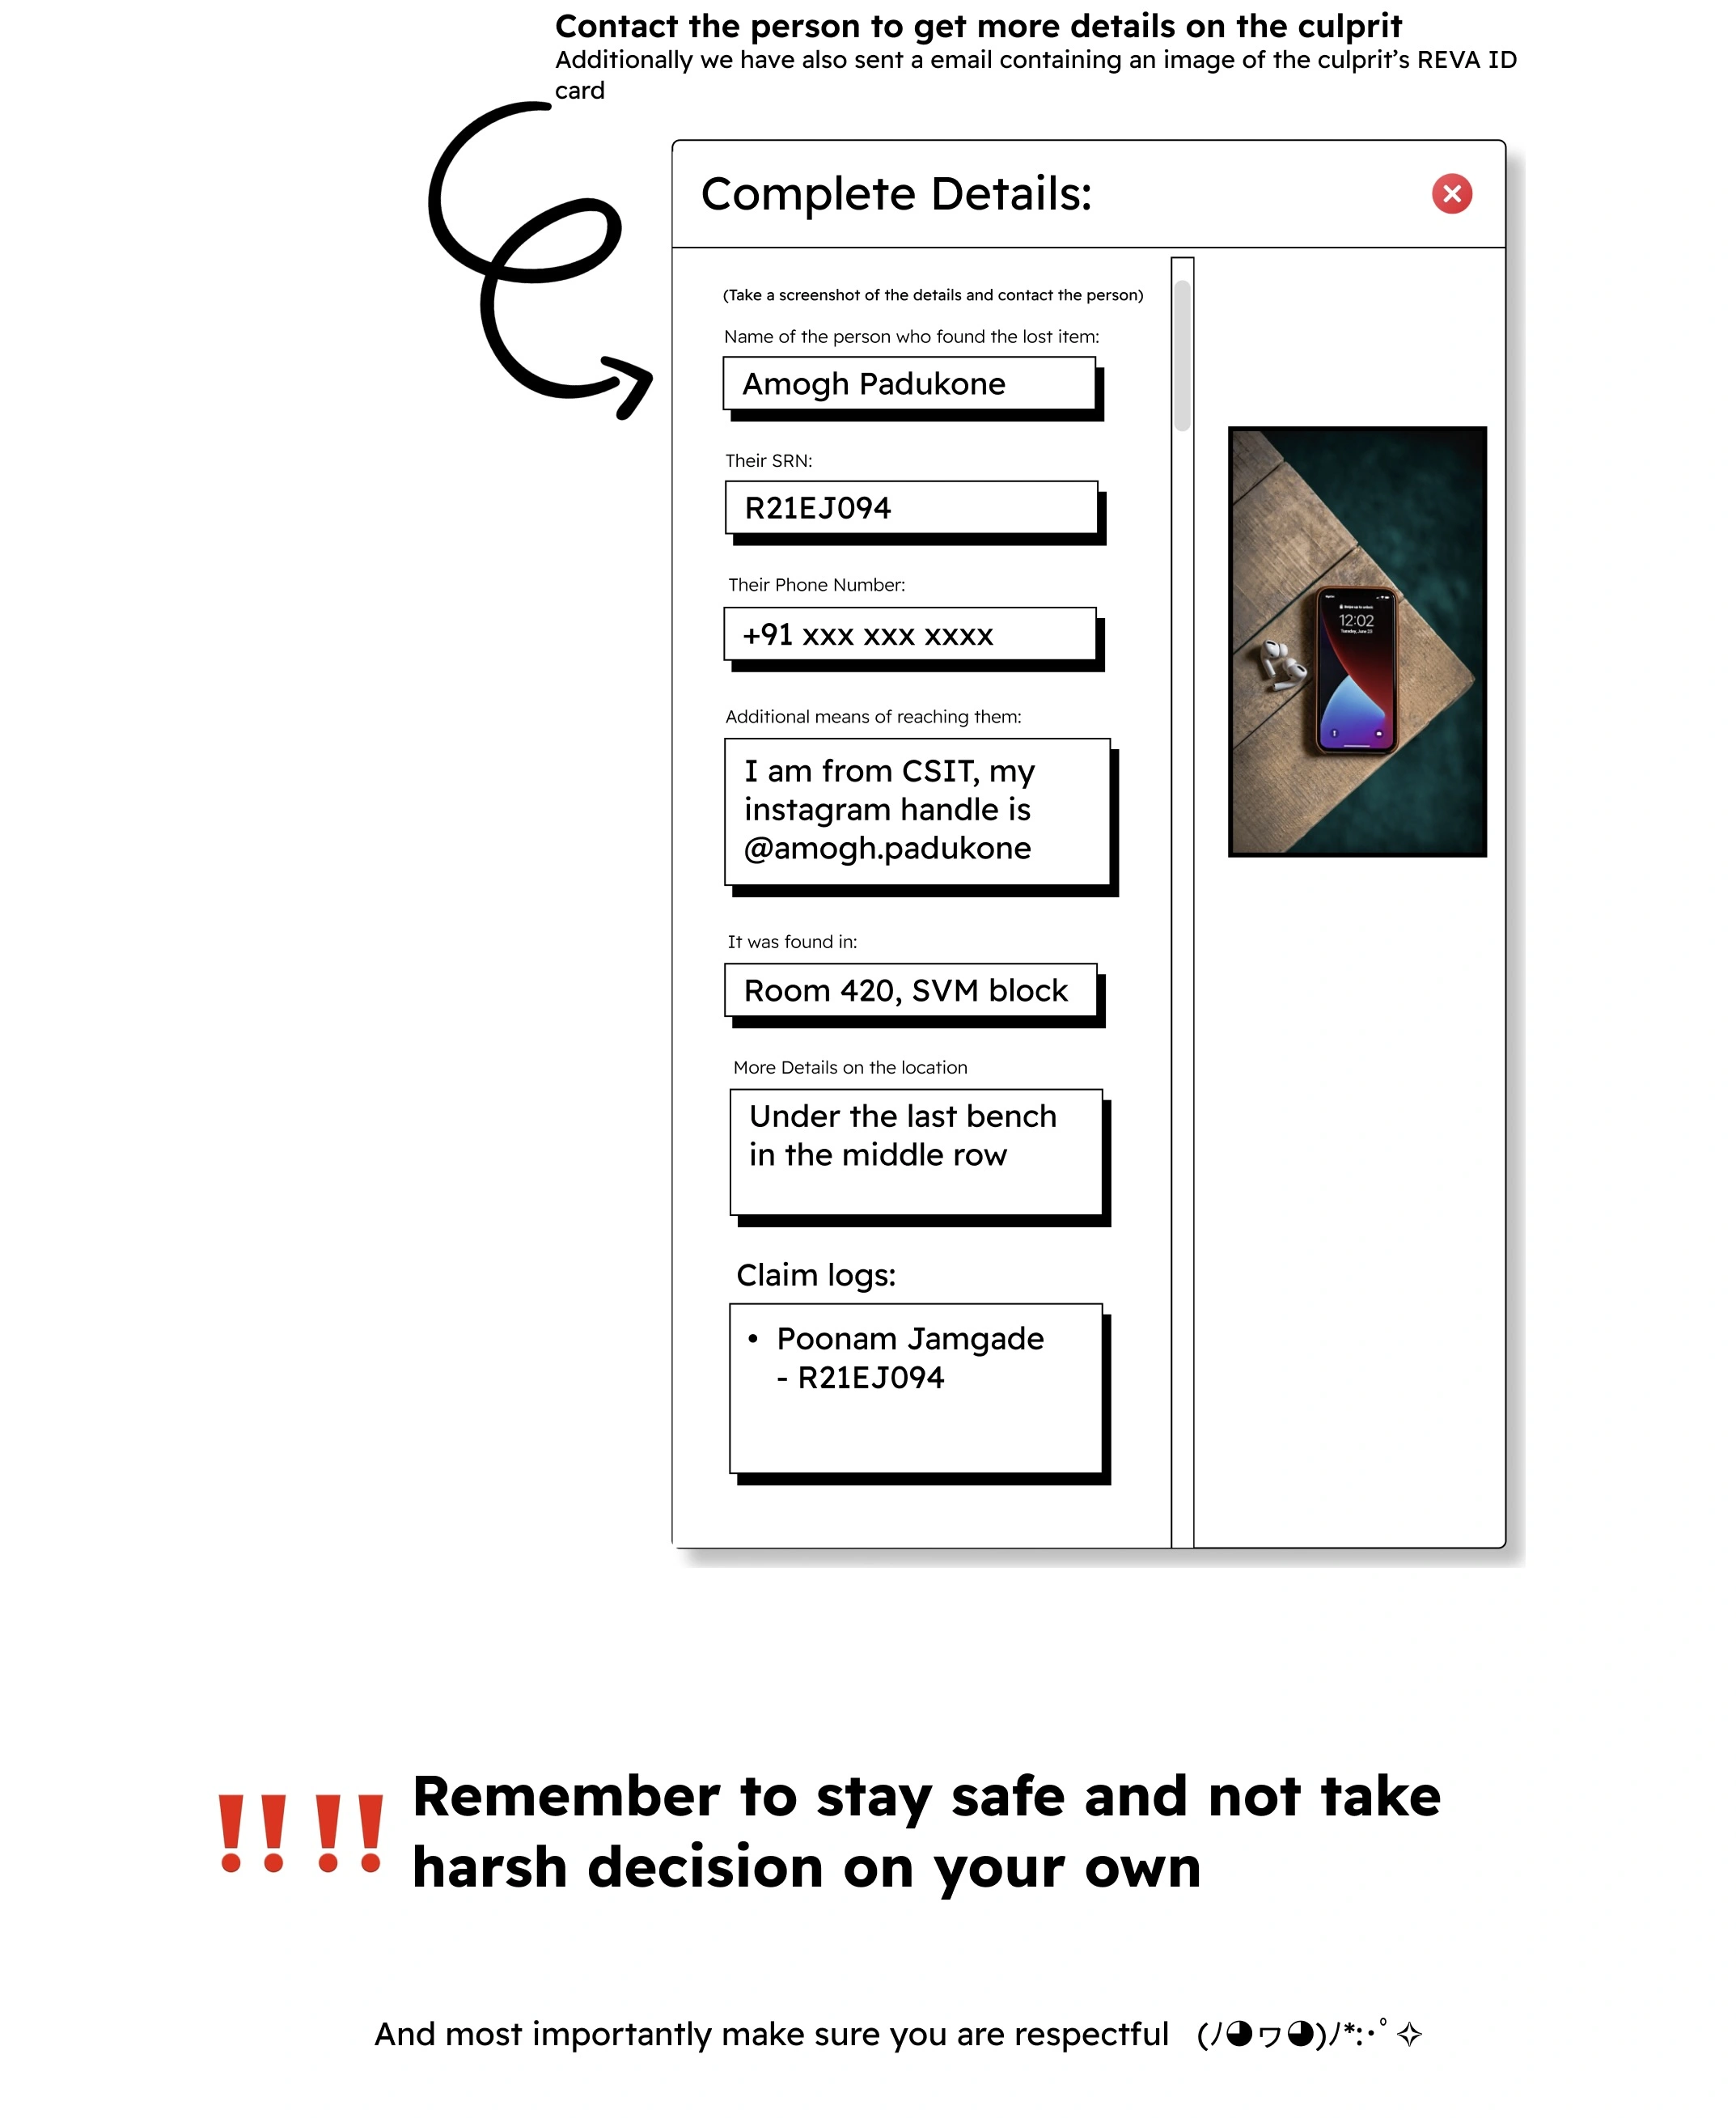 Contact the person to get more details on the culprit
Additionally we have also sent a email containing an image of the culprit’s REVA ID
card
Complete Details:
(Take a screenshot of the details and contact the person)
Name of the person who found the lost item:
Amogh Padukone
Their SRN:
R21EJ094
Their Phone Number:
+91 xxx xxx xxxx
Additional means of reaching them:
I am from CSIT, my
instagram handle is
@amogh.padukone
It was found in:
Room 420, SVM block
More Details on the location
Under the last bench
in the middle row
Claim logs:
• Poonam Jamgade
- R21EJ094
12:02
Tuesday, June 23
‼‼ Remember to stay safe and not take
harsh decision on your own
And most importantly make sure you are respectful (ﾉ◕ヮ◕)ﾉ*:･ﾟ✧